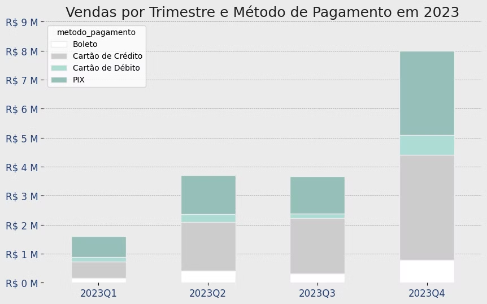 Vendas por Trimestre e Método de Pagamento em 2023
R$ 9 M
R$ 8 M
R$ 7 M
R$ 6 M
R$ 5 M
R$ 4 M
R$ 3 M
R$ 2 M
R$ 1 M
R$ 0 M
metodo_pagamento
Boleto
Cartão de Crédito
Cartão de Débito
PIX
2023Q1
2023Q2
2023Q3
2023Q4